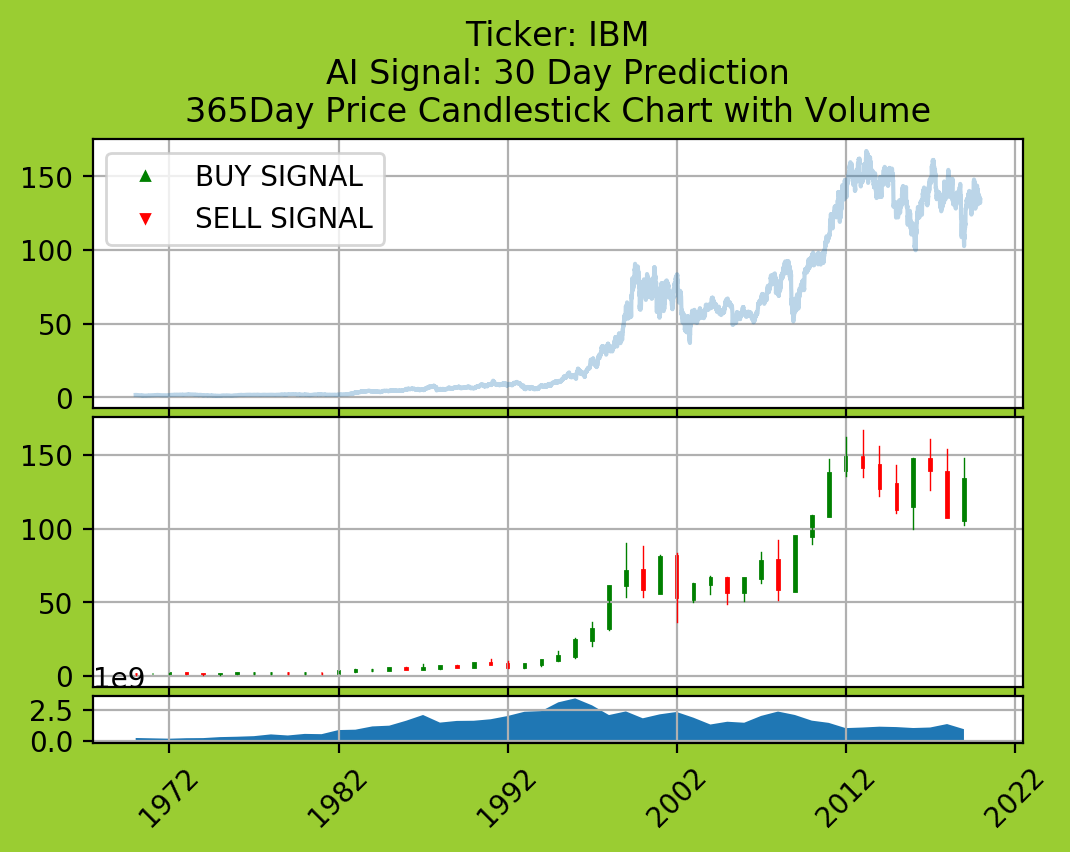 Ticker: IBM
AI Signal: 30 Day Prediction
365Day Price Candlestick Chart with Volume
BUY SIGNAL
SELL SIGNAL
150
100
50
0
150
100
50
0
1e9
2.5
0.0
1972
1982
1992
2002
2012
2022